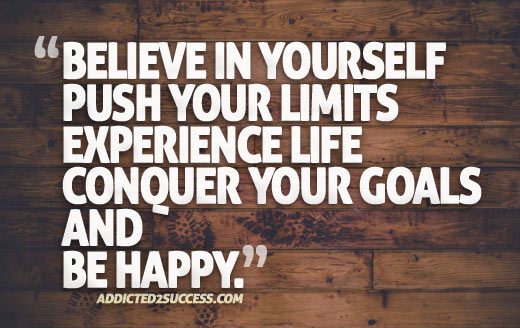 “BELIEVE IN YOURSELF
PUSH YOUR LIMITS
EXPERIENCE LIFE
CONQUER YOUR GOALS
AND
BE HAPPY.”
ADDICTED2SUCCESS.COM